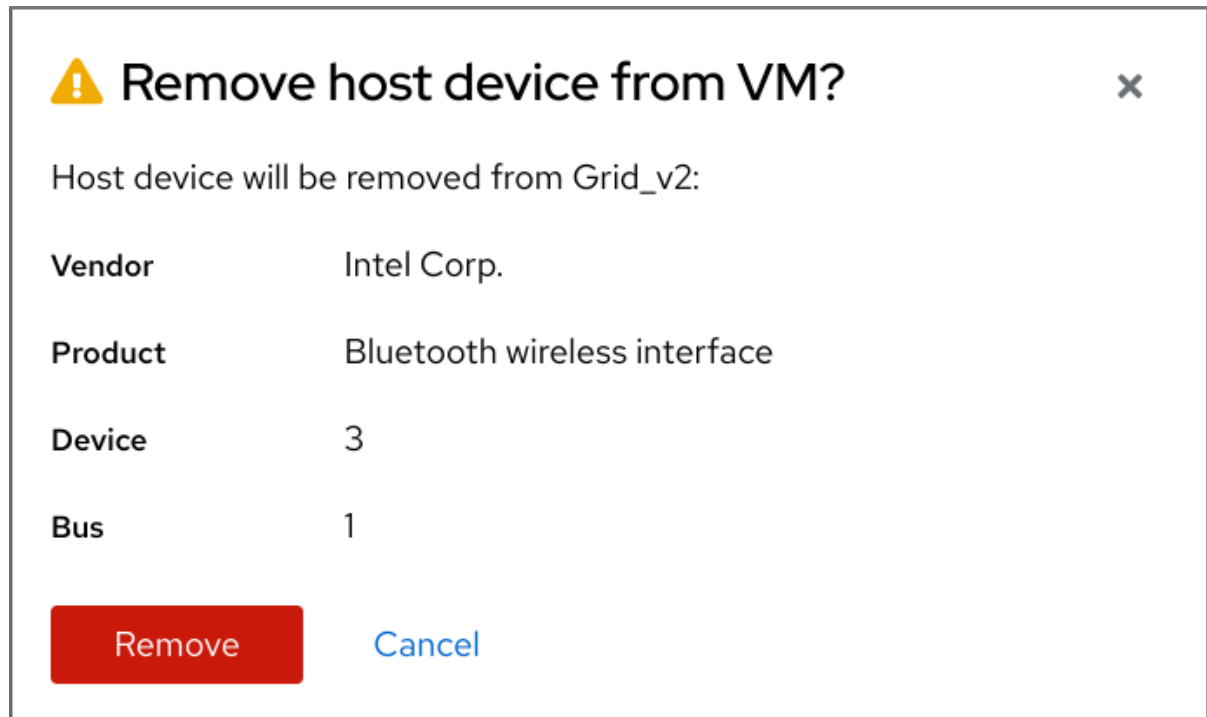 Remove host device from VM?
Host device will be removed from Grid_v2:
Vendor Intel Corp.
Product Bluetooth wireless interface
Device 3
Bus 1
Remove Cancel